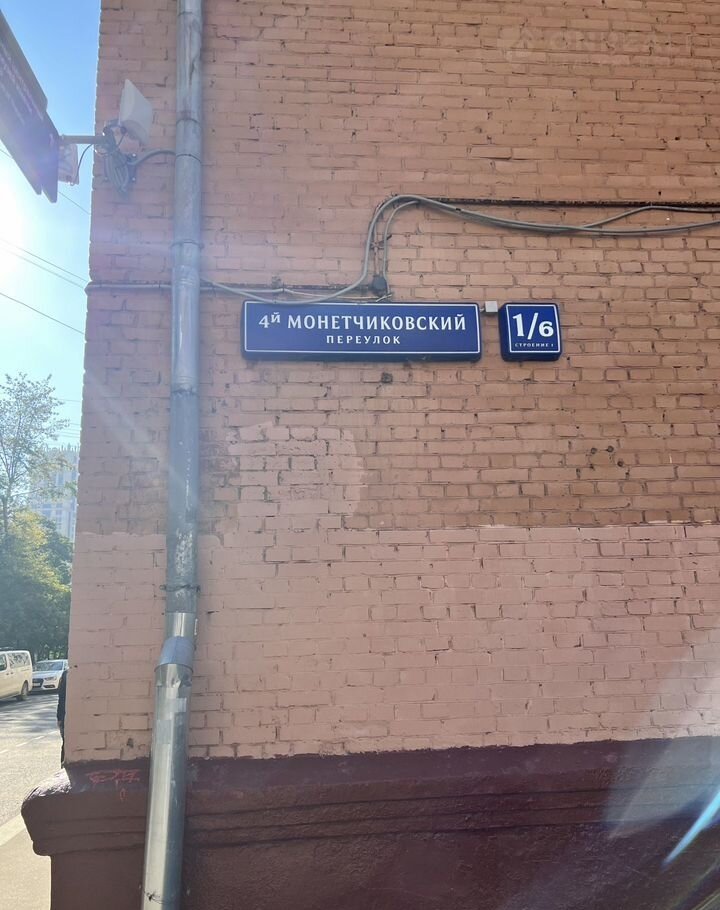 4й МОНЕТЧИКОВСКИЙ
ПЕРЕУЛОК
1/6
СТРОЕНИЕ 1